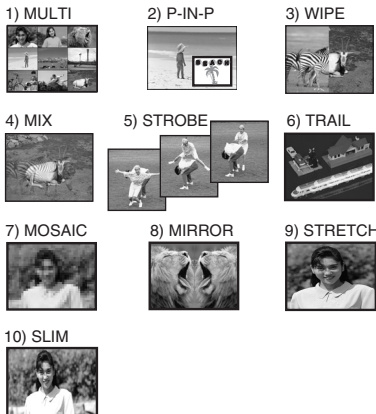 1) MULTI
2) P-IN-P
3) WIPE
4) MIX
5) STROBE
6) TRAIL
7) MOSAIC
8) MIRROR
9) STRETCH
10) SLIM